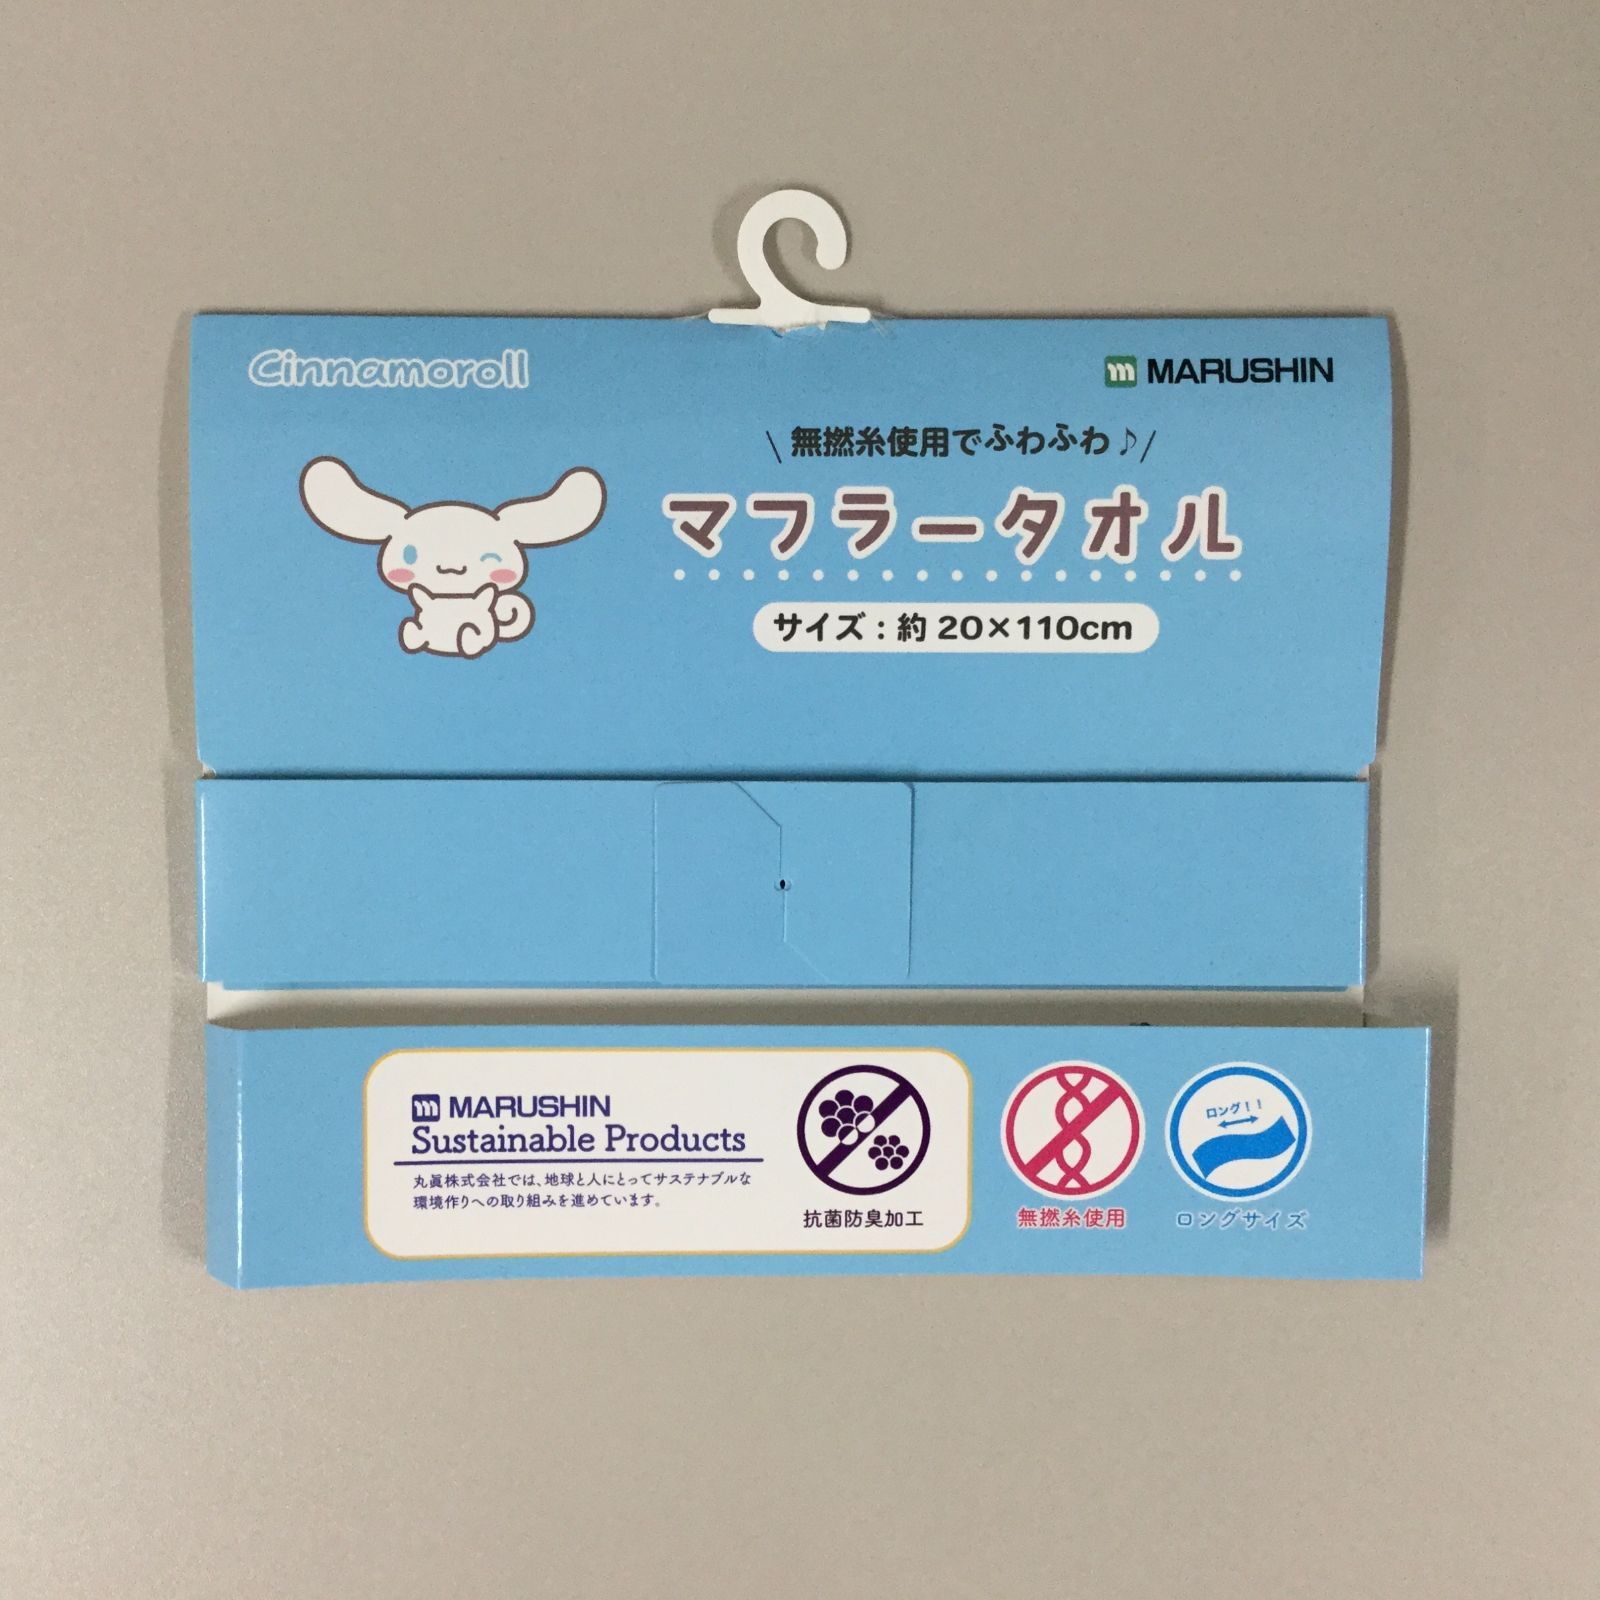 Cinnamoroll
m MARUSHIN
\ 無撚糸使用でふわふわ♪ /
マフラータオル
サイズ：約 20×110cm
m MARUSHIN
Sustainable Products
丸眞株式会社では、地球と人にとってサステナブルな
環境作りへの取り組みを進めています。
抗菌防臭加工
無撚糸使用
ロング！！
ロングサイズ